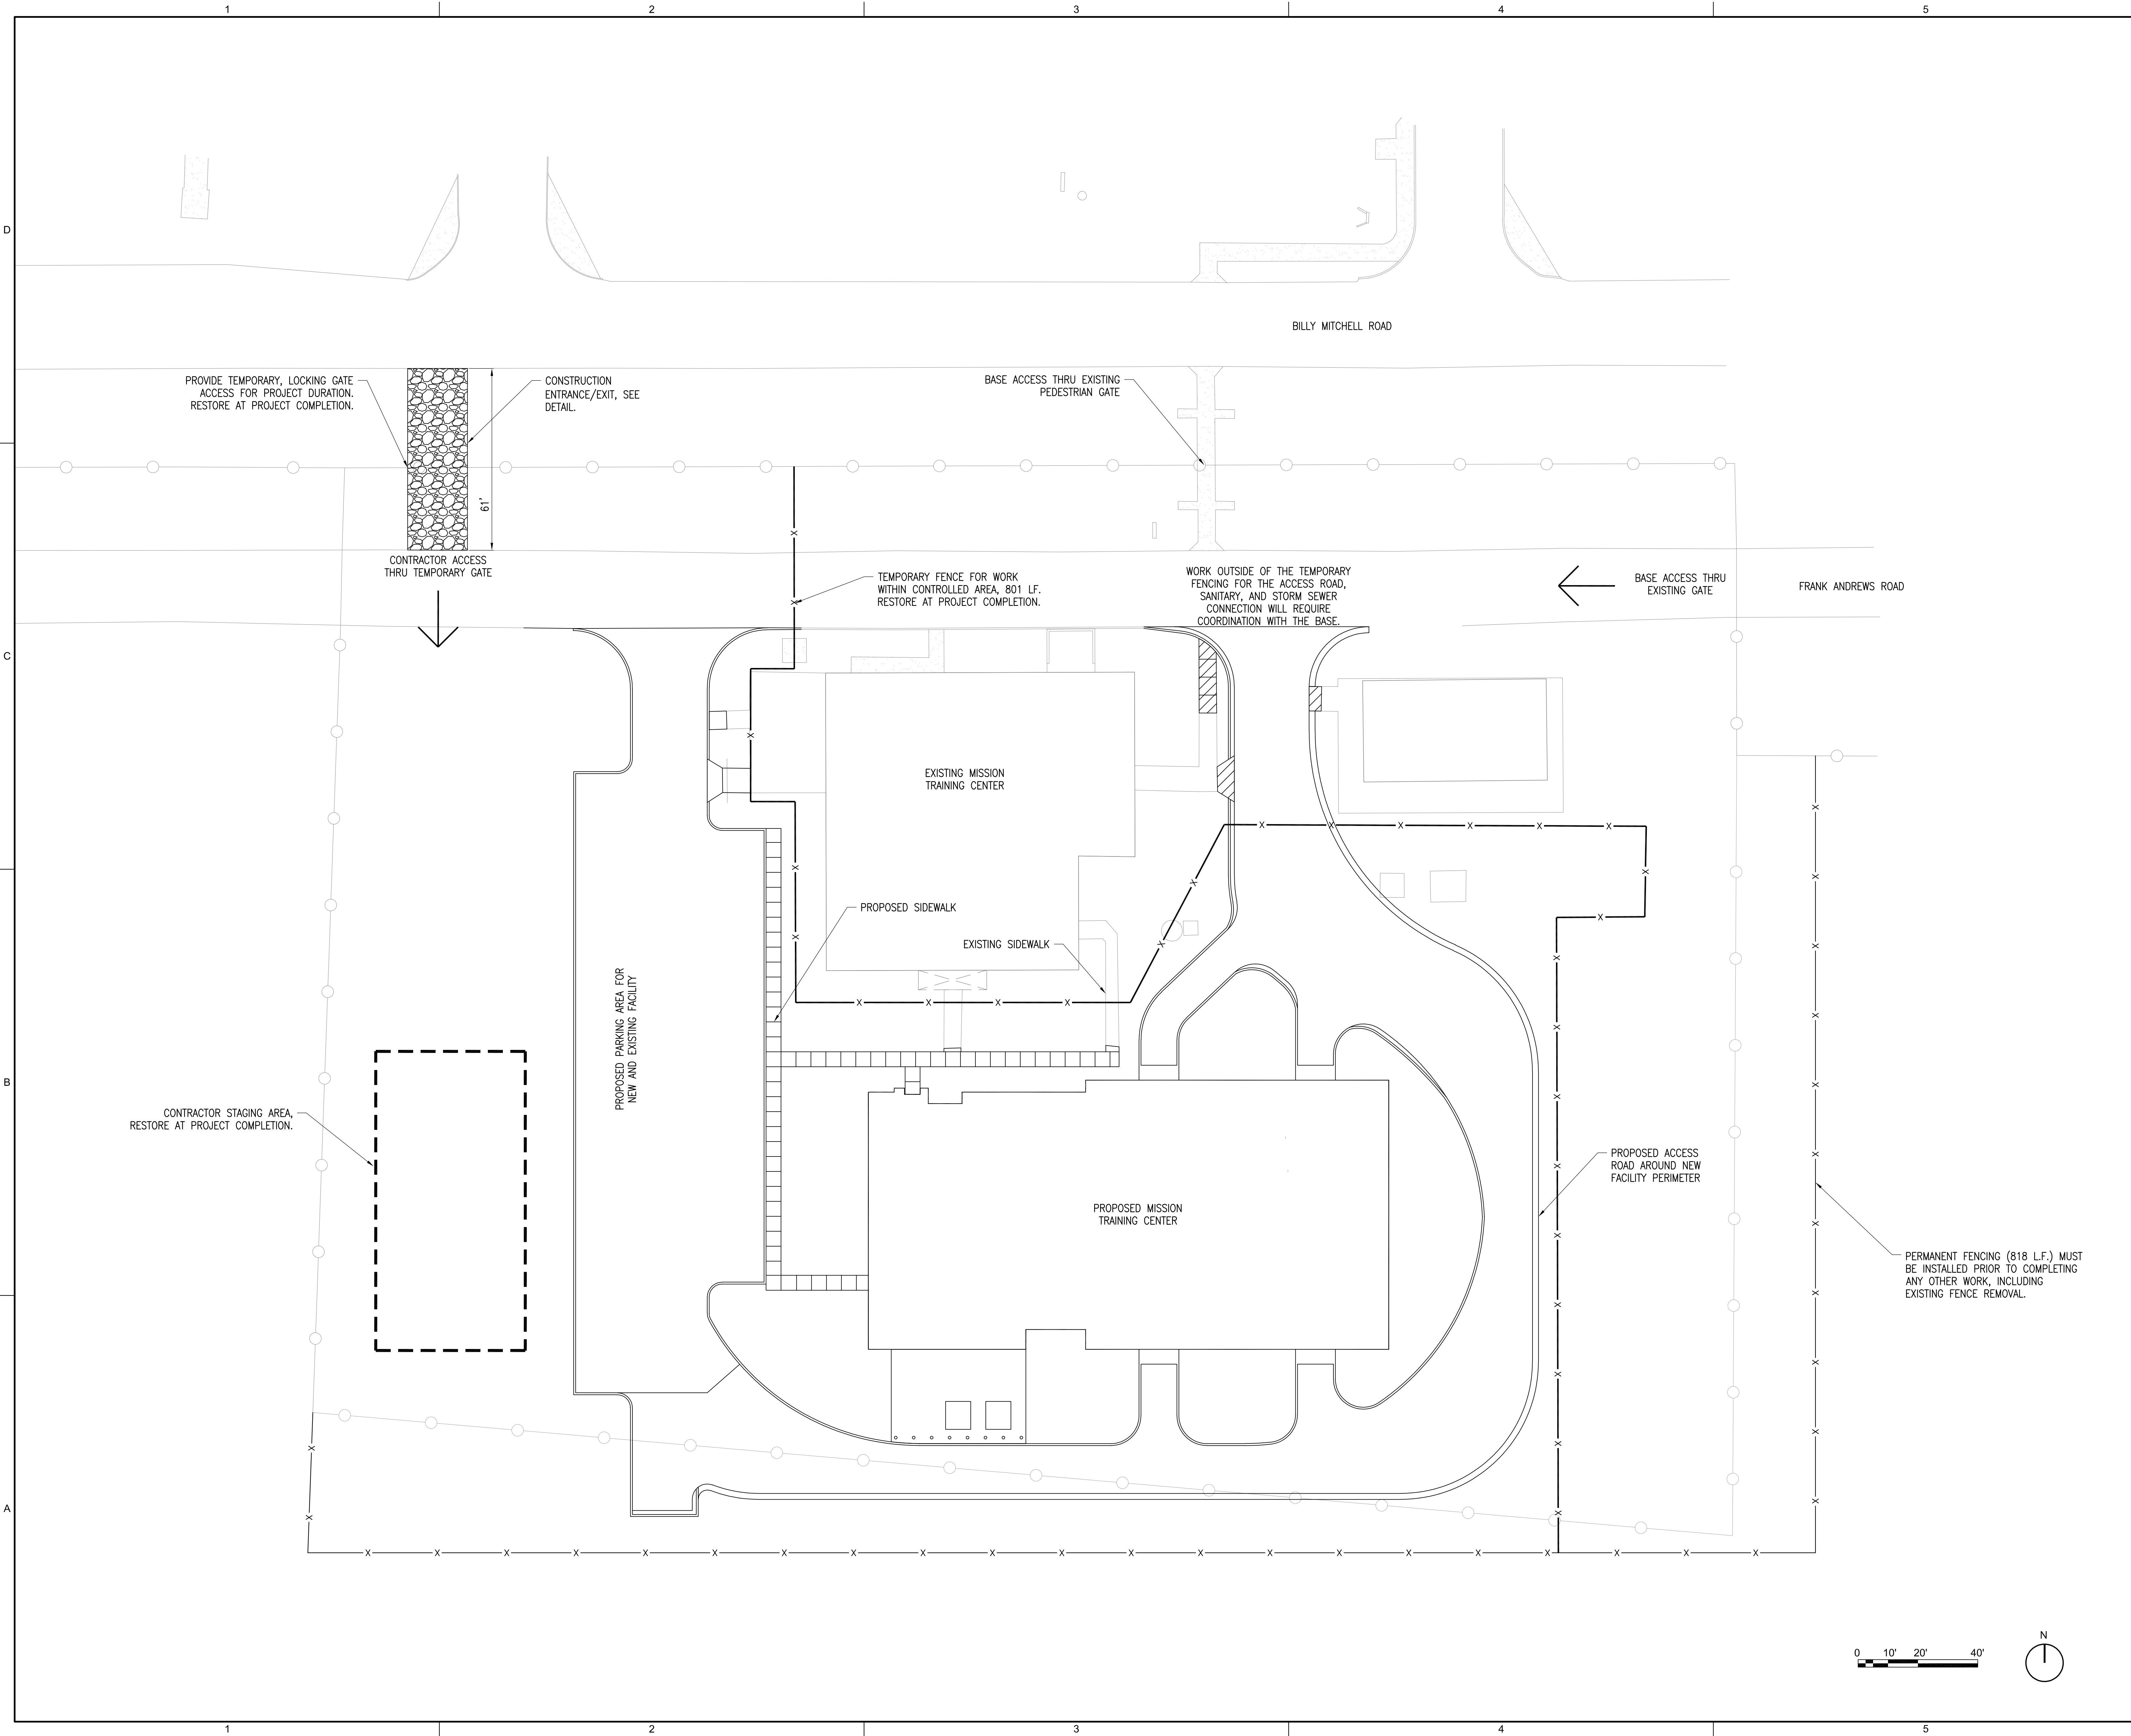 1 2 3 4 5
D
BILLY MITCHELL ROAD
PROVIDE TEMPORARY, LOCKING GATE
ACCESS FOR PROJECT DURATION.
RESTORE AT PROJECT COMPLETION.
CONSTRUCTION
ENTRANCE/EXIT, SEE
DETAIL.
BASE ACCESS THRU EXISTING
PEDESTRIAN GATE
61'
CONTRACTOR ACCESS
THRU TEMPORARY GATE
TEMPORARY FENCE FOR WORK
WITHIN CONTROLLED AREA, 801 LF.
RESTORE AT PROJECT COMPLETION.
WORK OUTSIDE OF THE TEMPORARY
FENCING FOR THE ACCESS ROAD,
SANITARY, AND STORM SEWER
CONNECTION WILL REQUIRE
COORDINATION WITH THE BASE.
BASE ACCESS THRU
EXISTING GATE
FRANK ANDREWS ROAD
C
EXISTING MISSION
TRAINING CENTER
PROPOSED SIDEWALK
EXISTING SIDEWALK
PROPOSED PARKING AREA FOR
NEW AND EXISTING FACILITY
B
CONTRACTOR STAGING AREA,
RESTORE AT PROJECT COMPLETION.
PROPOSED ACCESS
ROAD AROUND NEW
FACILITY PERIMETER
PROPOSED MISSION
TRAINING CENTER
PERMANENT FENCING (818 L.F.) MUST
BE INSTALLED PRIOR TO COMPLETING
ANY OTHER WORK, INCLUDING
EXISTING FENCE REMOVAL.
A
N
0 10' 20' 40'
1 2 3 4 5